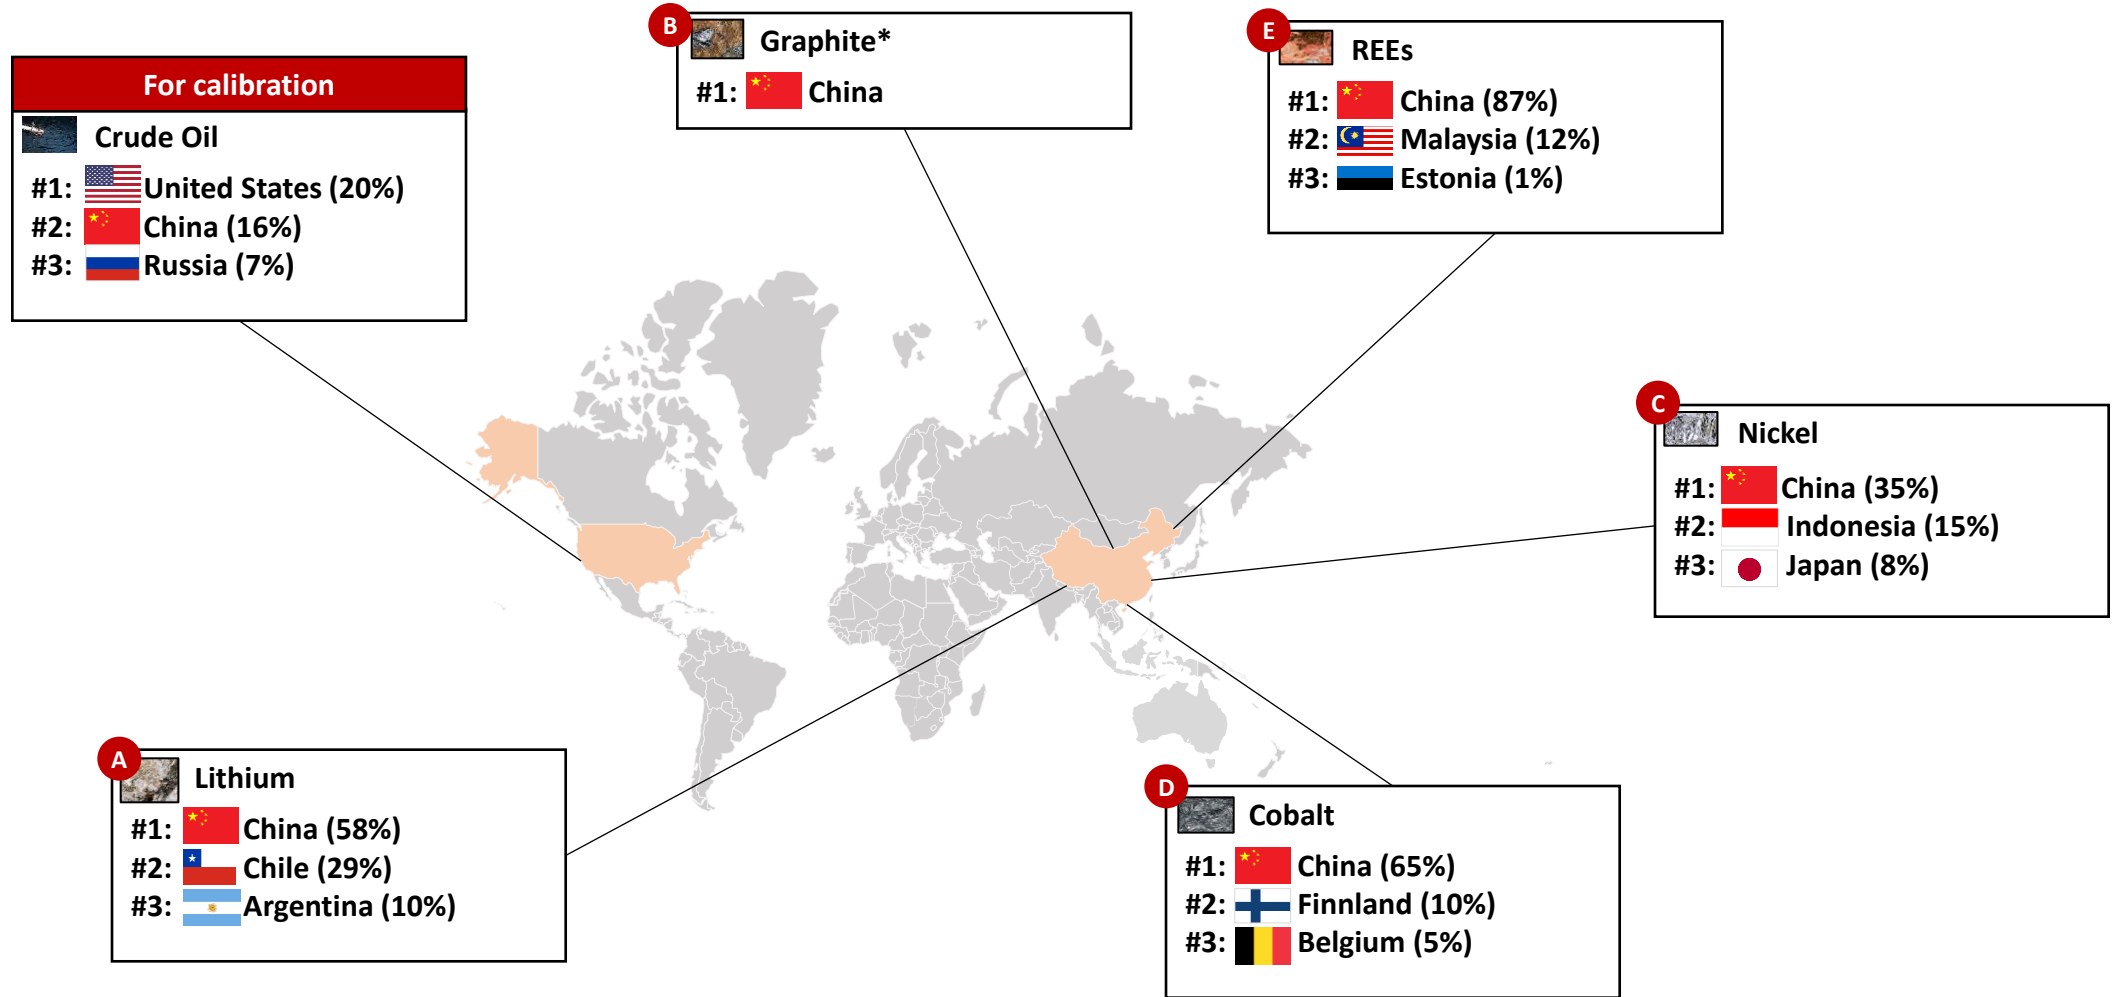 For calibration
Crude Oil
#1: United States (20%)
#2: China (16%)
#3: Russia (7%)
B
Graphite*
#1: China
E
REEs
#1: China (87%)
#2: Malaysia (12%)
#3: Estonia (1%)
C
Nickel
#1: China (35%)
#2: Indonesia (15%)
#3: Japan (8%)
A
Lithium
#1: China (58%)
#2: Chile (29%)
#3: Argentina (10%)
D
Cobalt
#1: China (65%)
#2: Finnland (10%)
#3: Belgium (5%)